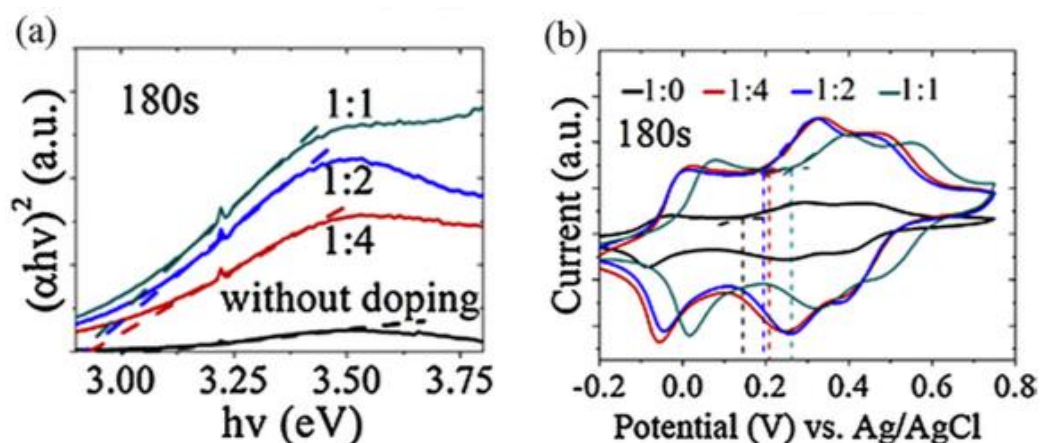 (a)
180s
1:1
1:2
1:4
without doping
(αhν)² (a.u.)
3.00 3.25 3.50 3.75
hν (eV)
(b)
1:0 1:4 1:2 1:1
180s
Current (a.u.)
-0.2 0.0 0.2 0.4 0.6 0.8
Potential (V) vs. Ag/AgCl